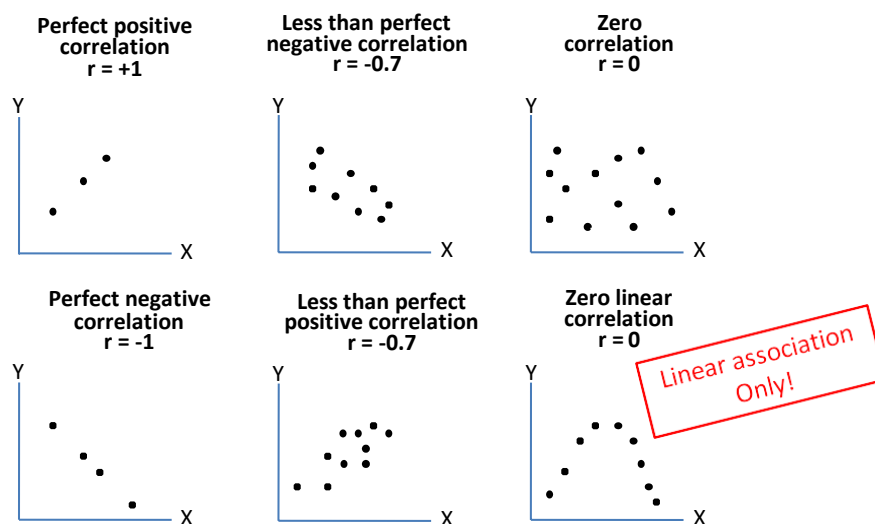 Perfect positive
correlation
r = +1
Less than perfect
negative correlation
r = -0.7
Zero
correlation
r = 0
Y
X
Y
X
Y
X
Perfect negative
correlation
r = -1
Less than perfect
positive correlation
r = -0.7
Zero linear
correlation
r = 0
Linear association
Only!
Y
X
Y
X
Y
X